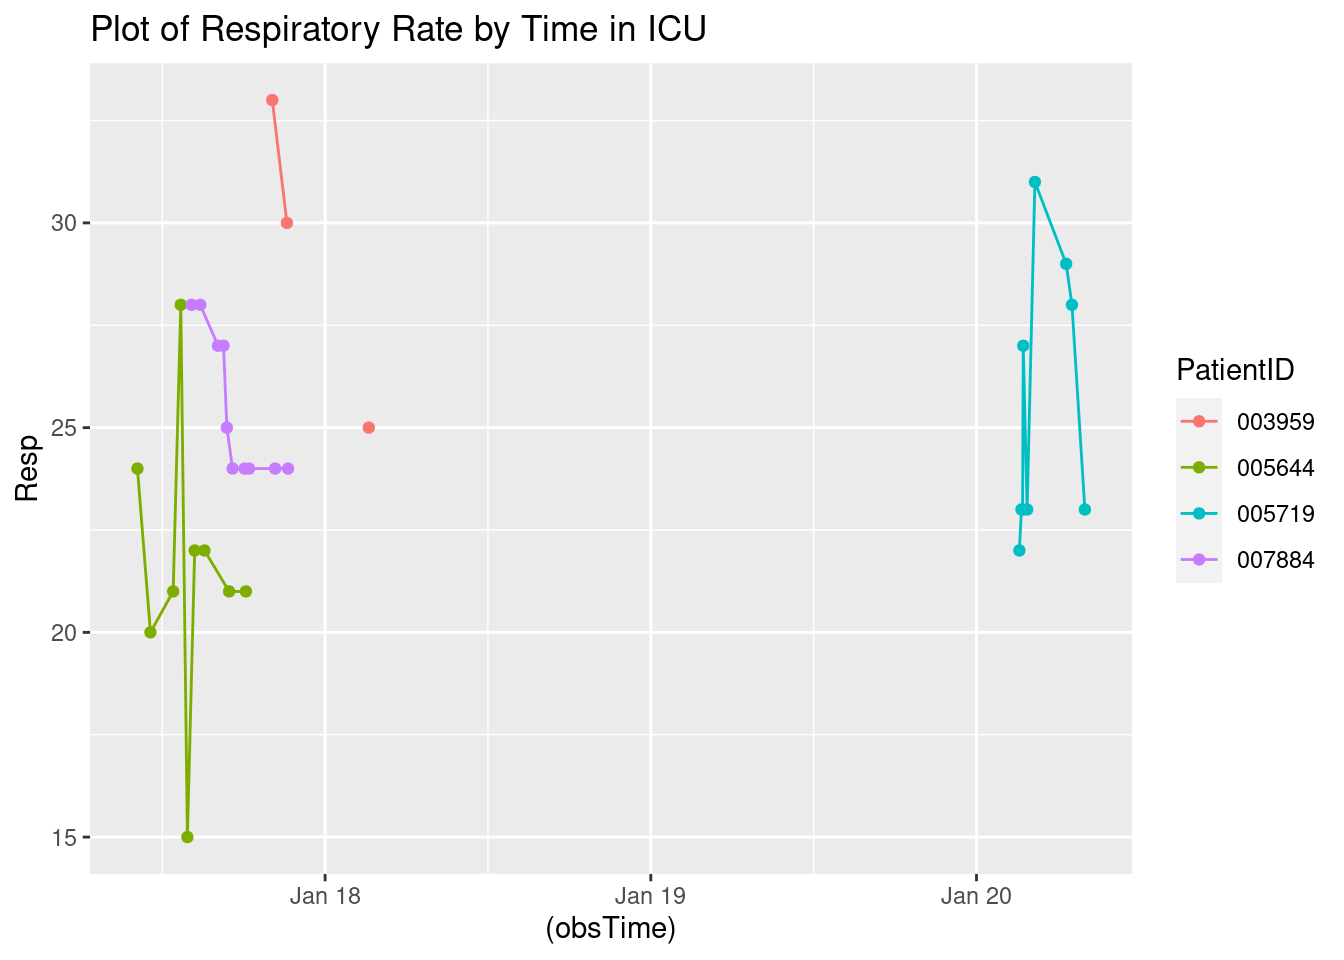 Plot of Respiratory Rate by Time in ICU
Resp
30
25
20
15
Jan 18 Jan 19 Jan 20
(obsTime)
PatientID
003959
005644
005719
007884